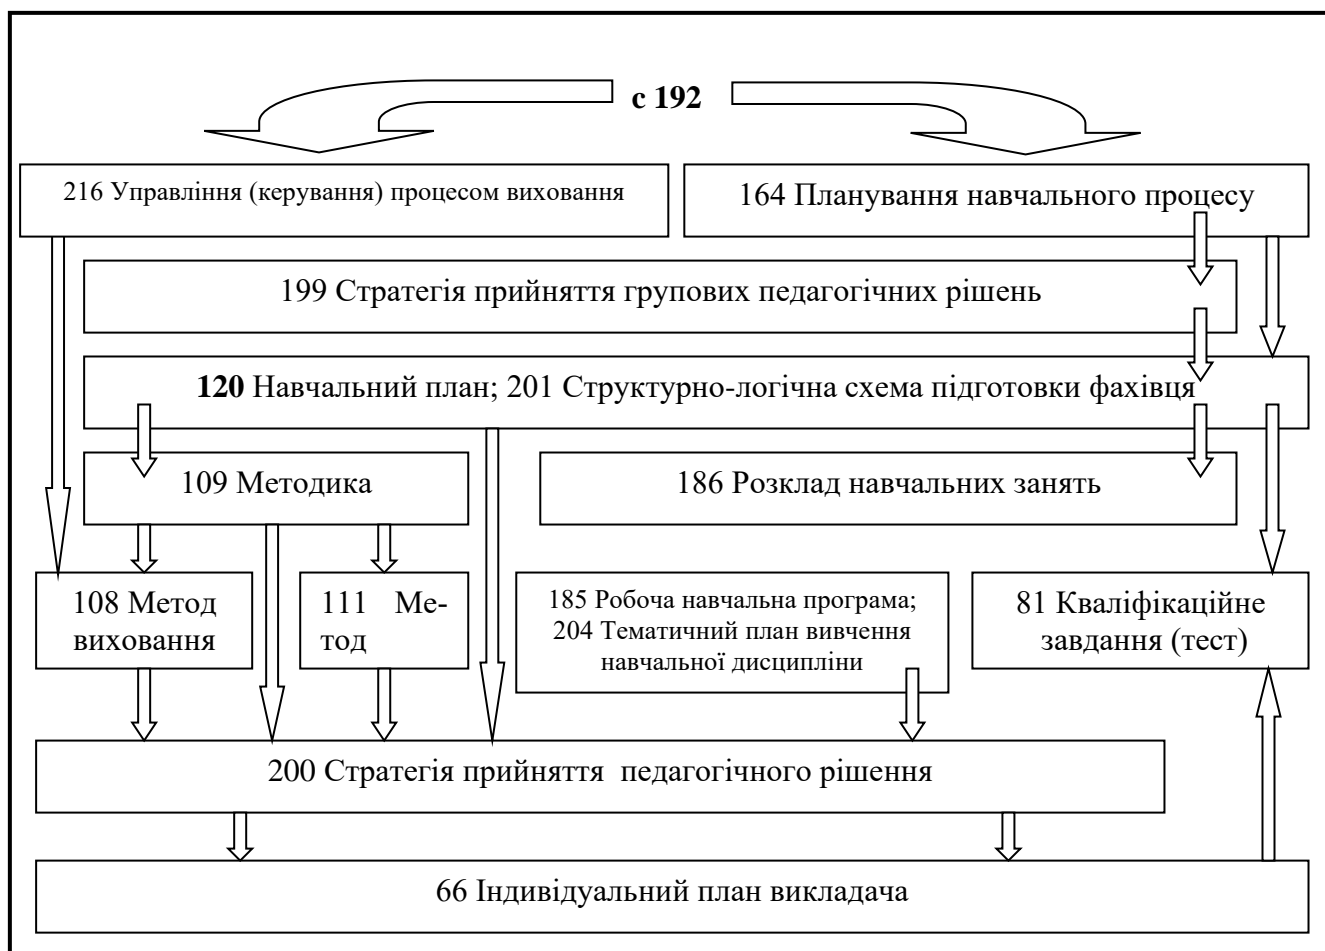 с 192
216 Управління (керування) процесом виховання
164 Планування навчального процесу
199 Стратегія прийняття групових педагогічних рішень
120 Навчальний план; 201 Структурно-логічна схема підготовки фахівця
109 Методика
186 Розклад навчальних занять
108 Метод
виховання
111 Ме-
тод
185 Робоча навчальна програма;
204 Тематичний план вивчення
навчальної дисципліни
81 Кваліфікаційне
завдання (тест)
200 Стратегія прийняття педагогічного рішення
66 Індивідуальний план викладача